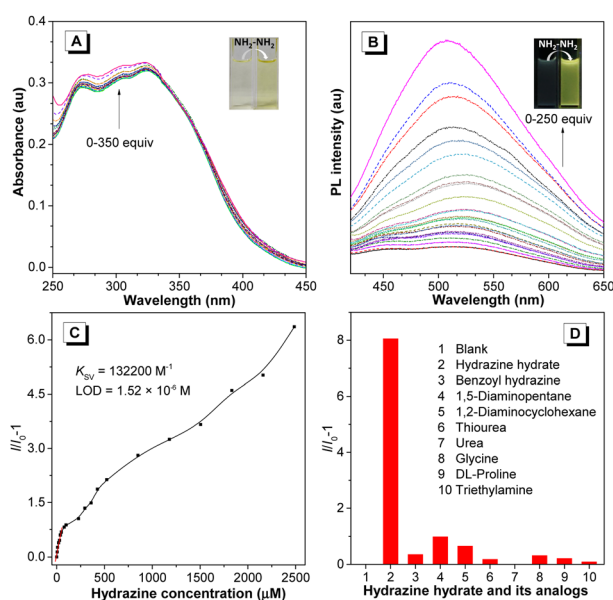 A
NH₂-NH₂
0-350 equiv
Absorbance (au)
0.4
0.3
0.2
0.1
0.0
250
300
350
400
450
Wavelength (nm)
B
NH₂-NH₂
0-250 equiv
PL intensity (au)
450
500
550
600
650
Wavelength (nm)
C
K_SV = 132200 M⁻¹
LOD = 1.52 × 10⁻⁶ M
I/I₀-1
6.0
4.5
3.0
1.5
0.0
0
500
1000
1500
2000
2500
Hydrazine concentration (μM)
D
1 Blank
2 Hydrazine hydrate
3 Benzoyl hydrazine
4 1,5-Diaminopentane
5 1,2-Diaminocyclohexane
6 Thiourea
7 Urea
8 Glycine
9 DL-Proline
10 Triethylamine
I/I₀-1
8
6
4
2
0
1 2 3 4 5 6 7 8 9 10
Hydrazine hydrate and its analogs